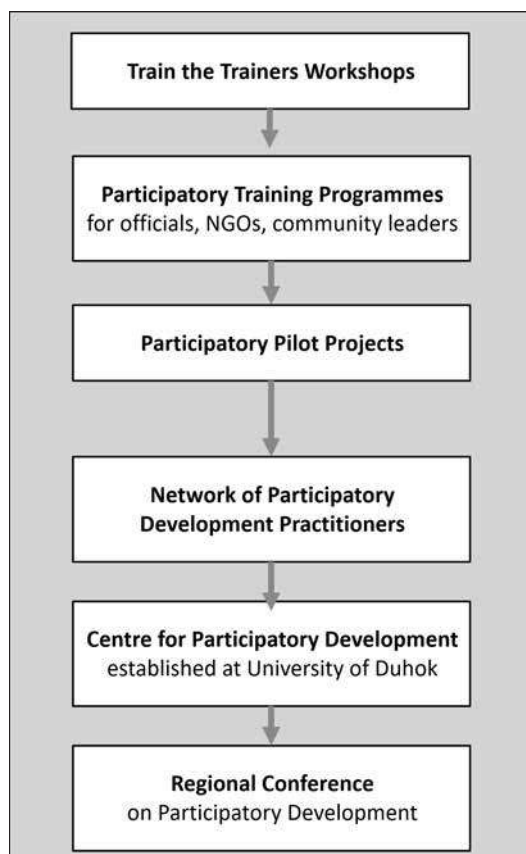 Train the Trainers Workshops
Participatory Training Programmes
for officials, NGOs, community leaders
Participatory Pilot Projects
Network of Participatory
Development Practitioners
Centre for Participatory Development
established at University of Duhok
Regional Conference
on Participatory Development